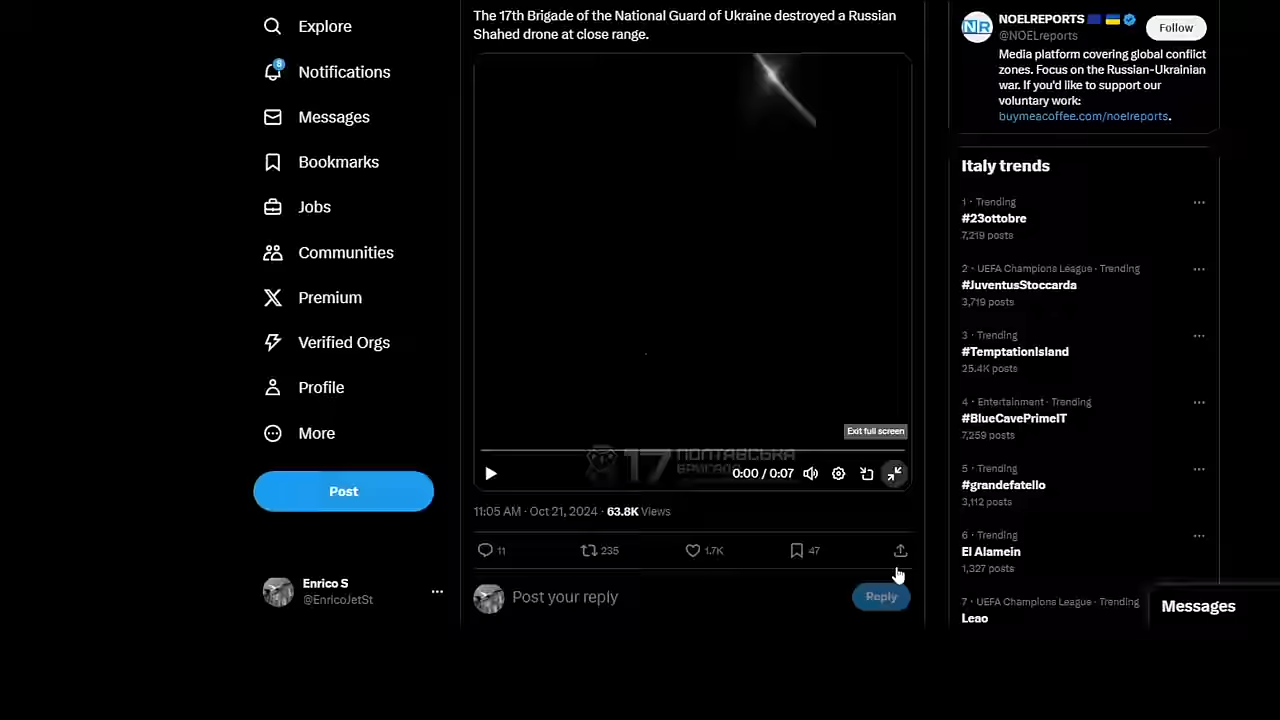 Explore
8
Notifications
Messages
Bookmarks
Jobs
Communities
Premium
Verified Orgs
Profile
More
Post
Enrico S
@EnricoJetSt
The 17th Brigade of the National Guard of Ukraine destroyed a Russian
Shahed drone at close range.
Exit full screen
17 ПОЛТАВСЬКА
БРИГАДА
0:00 / 0:07
11:05 AM · Oct 21, 2024 · 63.8K Views
11
235
1.7K
47
Post your reply
Reply
NR
NOELREPORTS
@NOELreports
Follow
Media platform covering global conflict
zones. Focus on the Russian-Ukrainian
war. If you'd like to support our
voluntary work:
buymeacoffee.com/noelreports.
Italy trends
1 · Trending
#23ottobre
7,219 posts
2 · UEFA Champions League · Trending
#JuventusStoccarda
3,719 posts
3 · Trending
#TemptationIsland
25.4K posts
4 · Entertainment · Trending
#BlueCavePrimeIT
7,259 posts
5 · Trending
#grandefatello
3,112 posts
6 · Trending
El Alamein
1,327 posts
7 · UEFA Champions League · Trending
Leao
Messages